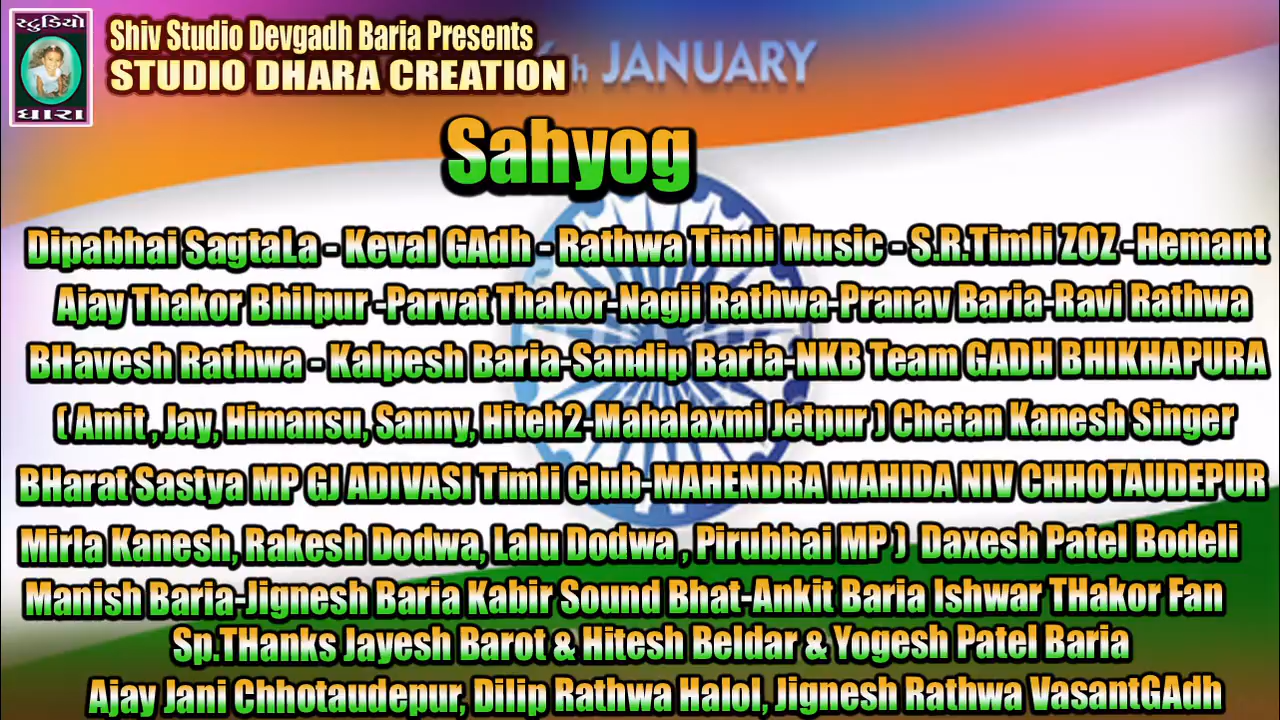 સ્ટુડિયો
ધારા
Shiv Studio Devgadh Baria Presents
STUDIO DHARA CREATION
JANUARY
Sahyog
Dipabhai SagtaLa - Keval GAdh - Rathwa Timli Music - S.R.Timli ZOZ -Hemant
Ajay Thakor Bhilpur -Parvat Thakor-Nagji Rathwa-Pranav Baria-Ravi Rathwa
BHavesh Rathwa - Kalpesh Baria-Sandip Baria-NKB Team GADH BHIKHAPURA
( Amit , Jay, Himansu, Sanny, Hiteh2-Mahalaxmi Jetpur ) Chetan Kanesh Singer
BHarat Sastya MP GJ ADIVASI Timli Club-MAHENDRA MAHIDA NIV CHHOTAUDEPUR
Mirla Kanesh, Rakesh Dodwa, Lalu Dodwa , Pirubhai MP ) Daxesh Patel Bodeli
Manish Baria-Jignesh Baria Kabir Sound Bhat-Ankit Baria Ishwar THakor Fan
Sp.THanks Jayesh Barot & Hitesh Beldar & Yogesh Patel Baria
Ajay Jani Chhotaudepur, Dilip Rathwa Halol, Jignesh Rathwa VasantGAdh